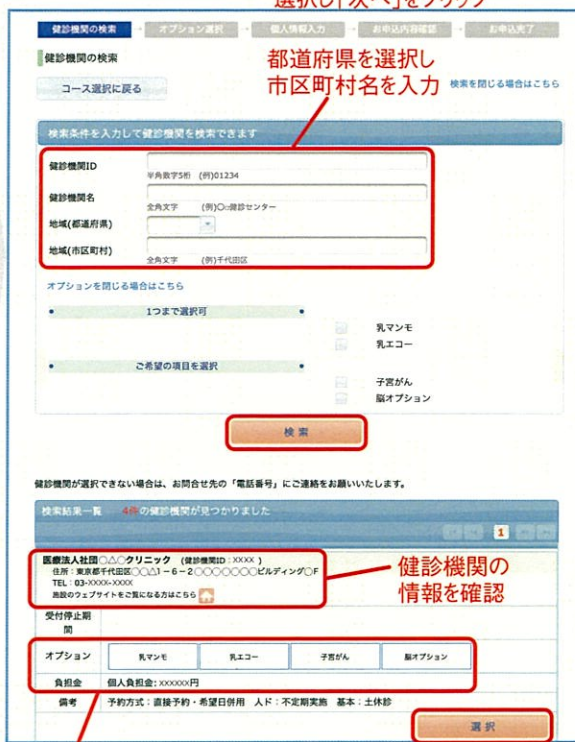 選択し「次へ」をクリック
健診機関の検索 オプション選択 個人情報入力 お申込内容確認 お申込完了
健診機関の検索
都道府県を選択し
市区町村名を入力
コース選択に戻る
検索を閉じる場合はこちら
検索条件を入力して健診機関を検索できます
健診機関ID
半角数字5桁 (例)01234
健診機関名
全角文字 (例)○○健診センター
地域(都道府県)
地域(市区町村)
全角文字 (例)千代田区
オプションを閉じる場合はこちら
• 1つまで選択可 •
乳マンモ
乳エコー
• ご希望の項目を選択 •
子宮がん
脳オプション
検索
健診機関が選択できない場合は、お問合せ先の「電話番号」にご連絡をお願いいたします。
検索結果一覧 4件の健診機関が見つかりました
1
医療法人社団○△○クリニック (健診機関ID:XXXX )
住所:東京都千代田区○○△1-6-2○○○○○○○ビルディング○F
TEL:03-XXXX-XXXX
施設のウェブサイトをご覧になる方はこちら
健診機関の
情報を確認
受付停止期
間
オプション 乳マンモ 乳エコー 子宮がん 脳オプション
負担金 個人負担金:xxxxxx円
備考 予約方式:直接予約・希望日併用 人ド:不定期実施 基本:土休診
選択